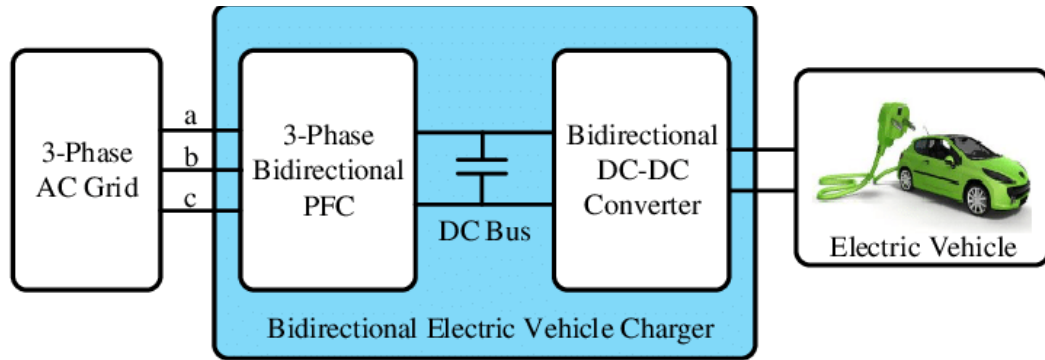 3-Phase
AC Grid
a
b
c
3-Phase
Bidirectional
PFC
DC Bus
Bidirectional
DC-DC
Converter
Electric Vehicle
Bidirectional Electric Vehicle Charger